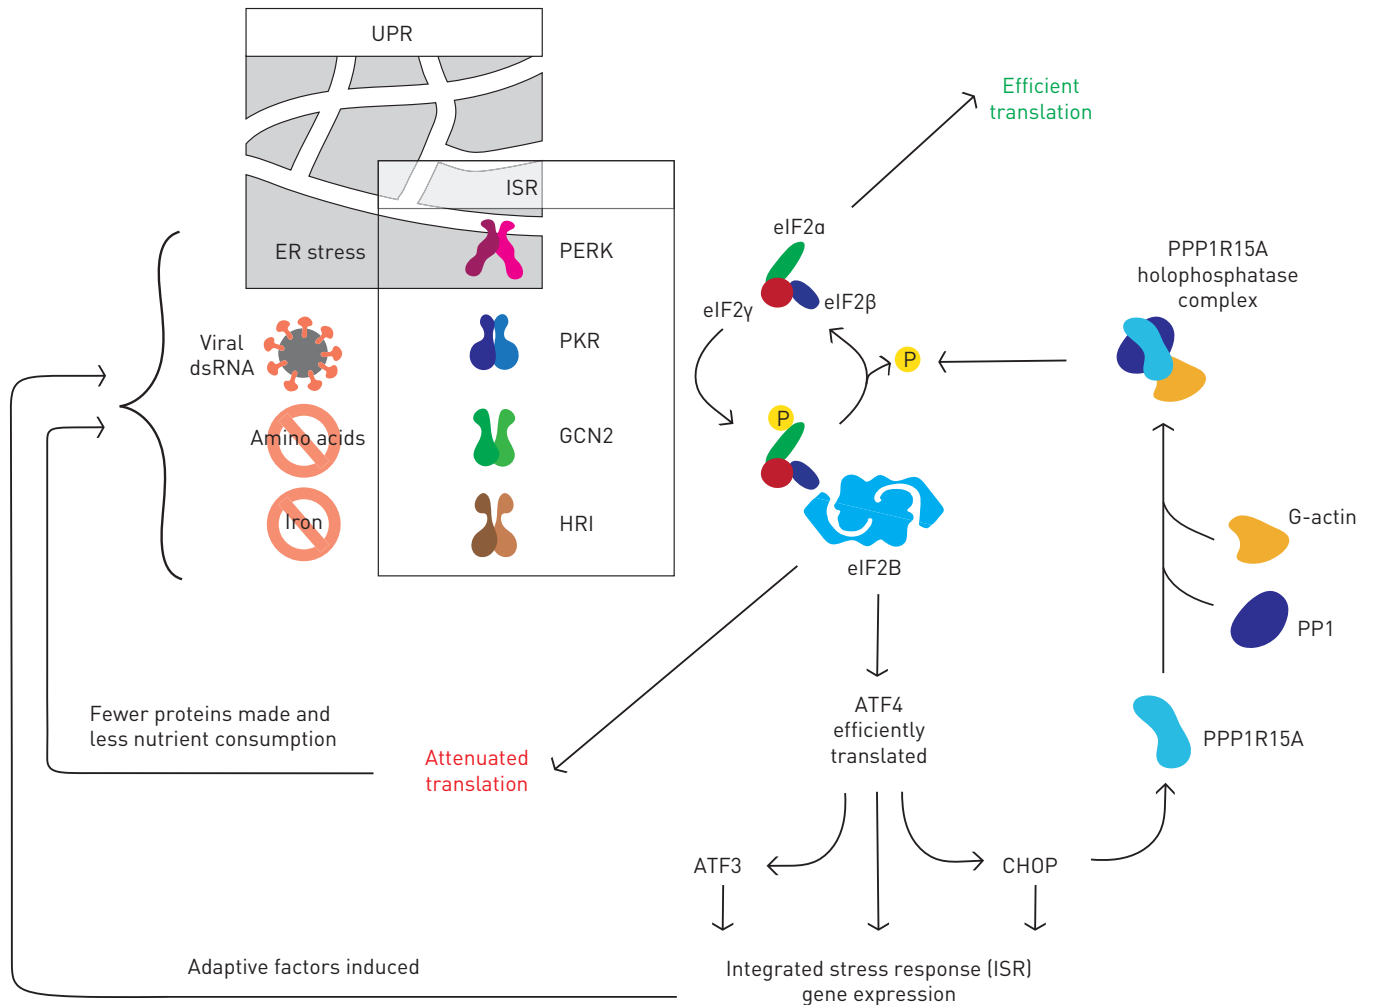 UPR
ISR
ER stress
PERK
Viral
dsRNA
PKR
Amino acids
GCN2
Iron
HRI
Efficient
translation
eIF2α
eIF2γ
eIF2β
P
P
eIF2B
PPP1R15A
holophosphatase
complex
G-actin
PP1
PPP1R15A
Fewer proteins made and
less nutrient consumption
Attenuated
translation
ATF4
efficiently
translated
ATF3
CHOP
Adaptive factors induced
Integrated stress response (ISR)
gene expression